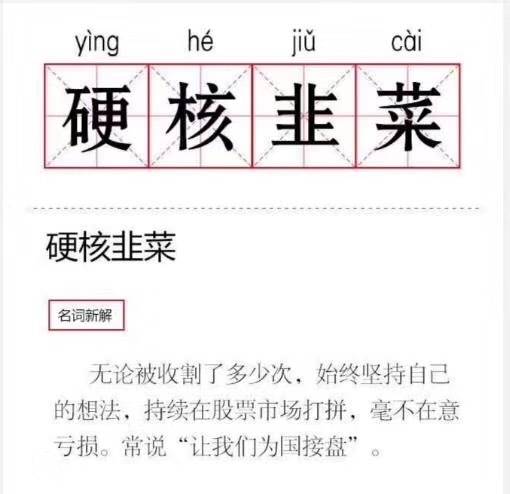 yìng hé jiǔ cài
硬核韭菜
硬核韭菜
名词新解
无论被收割了多少次，始终坚持自己
的想法，持续在股票市场打拼，毫不在意
亏损。常说“让我们为国接盘”。